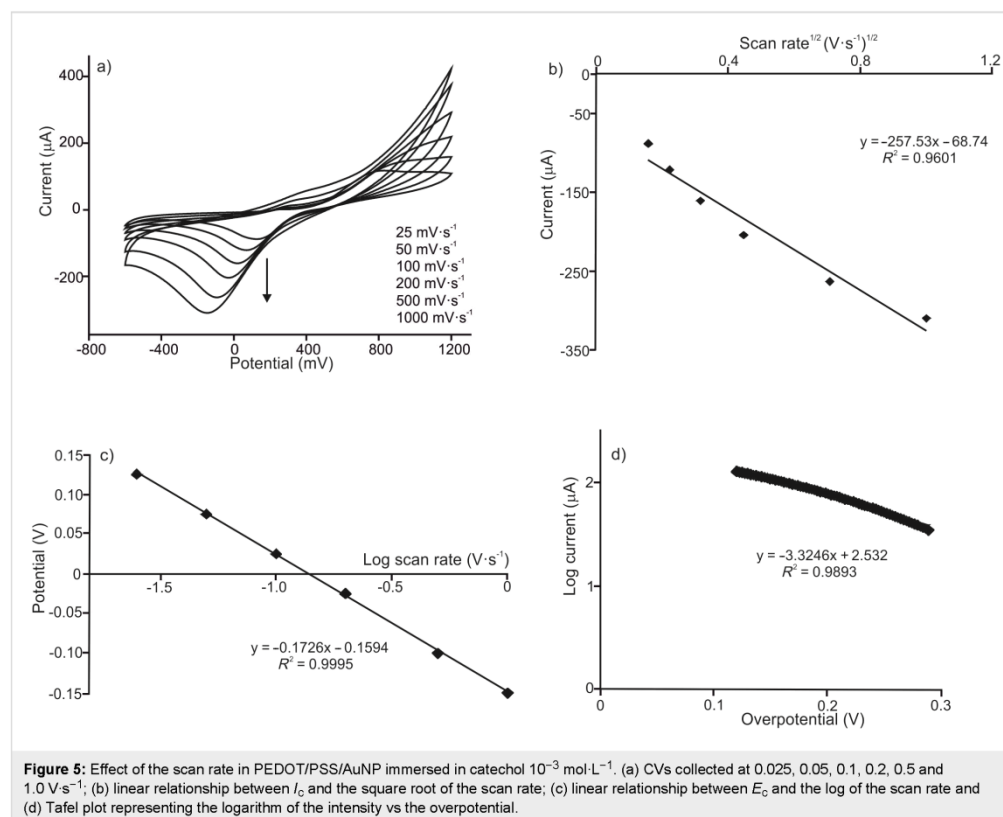 a)
400
200
0
-200
Current (μA)
25 mV·s⁻¹
50 mV·s⁻¹
100 mV·s⁻¹
200 mV·s⁻¹
500 mV·s⁻¹
1000 mV·s⁻¹
-800 -400 0 400 800 1200
Potential (mV)
Scan rate^1/2 (V·s⁻¹)^1/2
0 0.4 0.8 1.2
b)
0
-50
-150
-250
-350
Current (μA)
y = −257.53x − 68.74
R² = 0.9601
c)
0.15
0.10
0.05
0
-0.05
-0.10
-0.15
Potential (V)
Log scan rate (V·s⁻¹)
-1.5 -1.0 -0.5 0
y = −0.1726x − 0.1594
R² = 0.9995
d)
2
1
0
Log current (μA)
y = −3.3246x + 2.532
R² = 0.9893
0 0.1 0.2 0.3
Overpotential (V)
Figure 5: Effect of the scan rate in PEDOT/PSS/AuNP immersed in catechol 10⁻³ mol·L⁻¹. (a) CVs collected at 0.025, 0.05, 0.1, 0.2, 0.5 and
1.0 V·s⁻¹; (b) linear relationship between I_c and the square root of the scan rate; (c) linear relationship between E_c and the log of the scan rate and
(d) Tafel plot representing the logarithm of the intensity vs the overpotential.